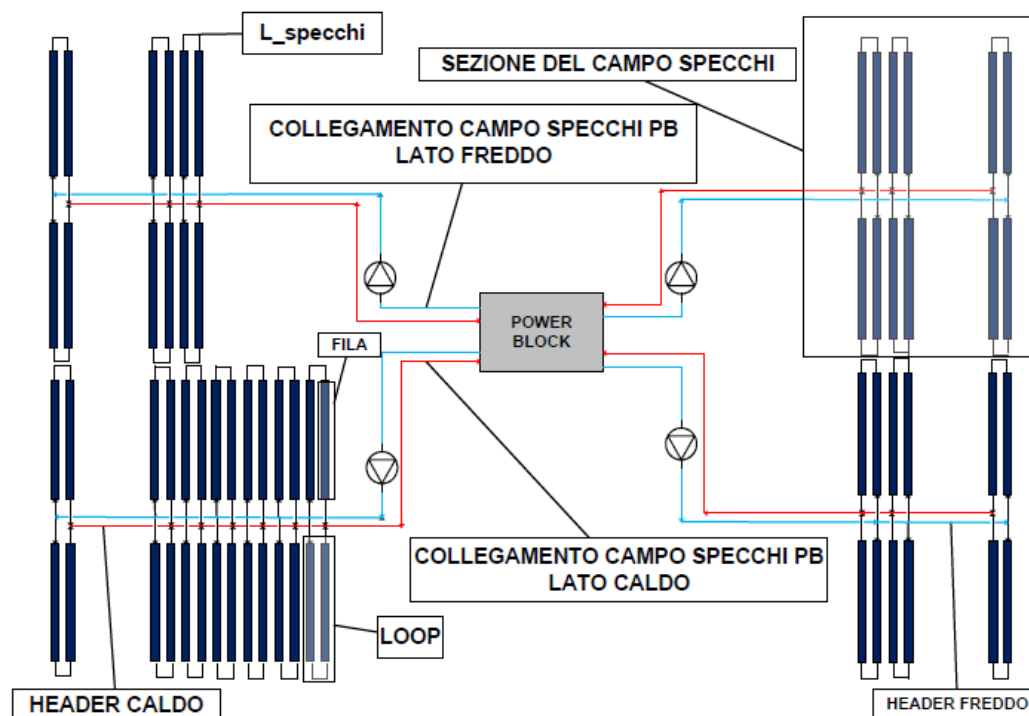 L_specchi
SEZIONE DEL CAMPO SPECCHI
COLLEGAMENTO CAMPO SPECCHI PB
LATO FREDDO
POWER
BLOCK
FILA
COLLEGAMENTO CAMPO SPECCHI PB
LATO CALDO
LOOP
HEADER CALDO
HEADER FREDDO